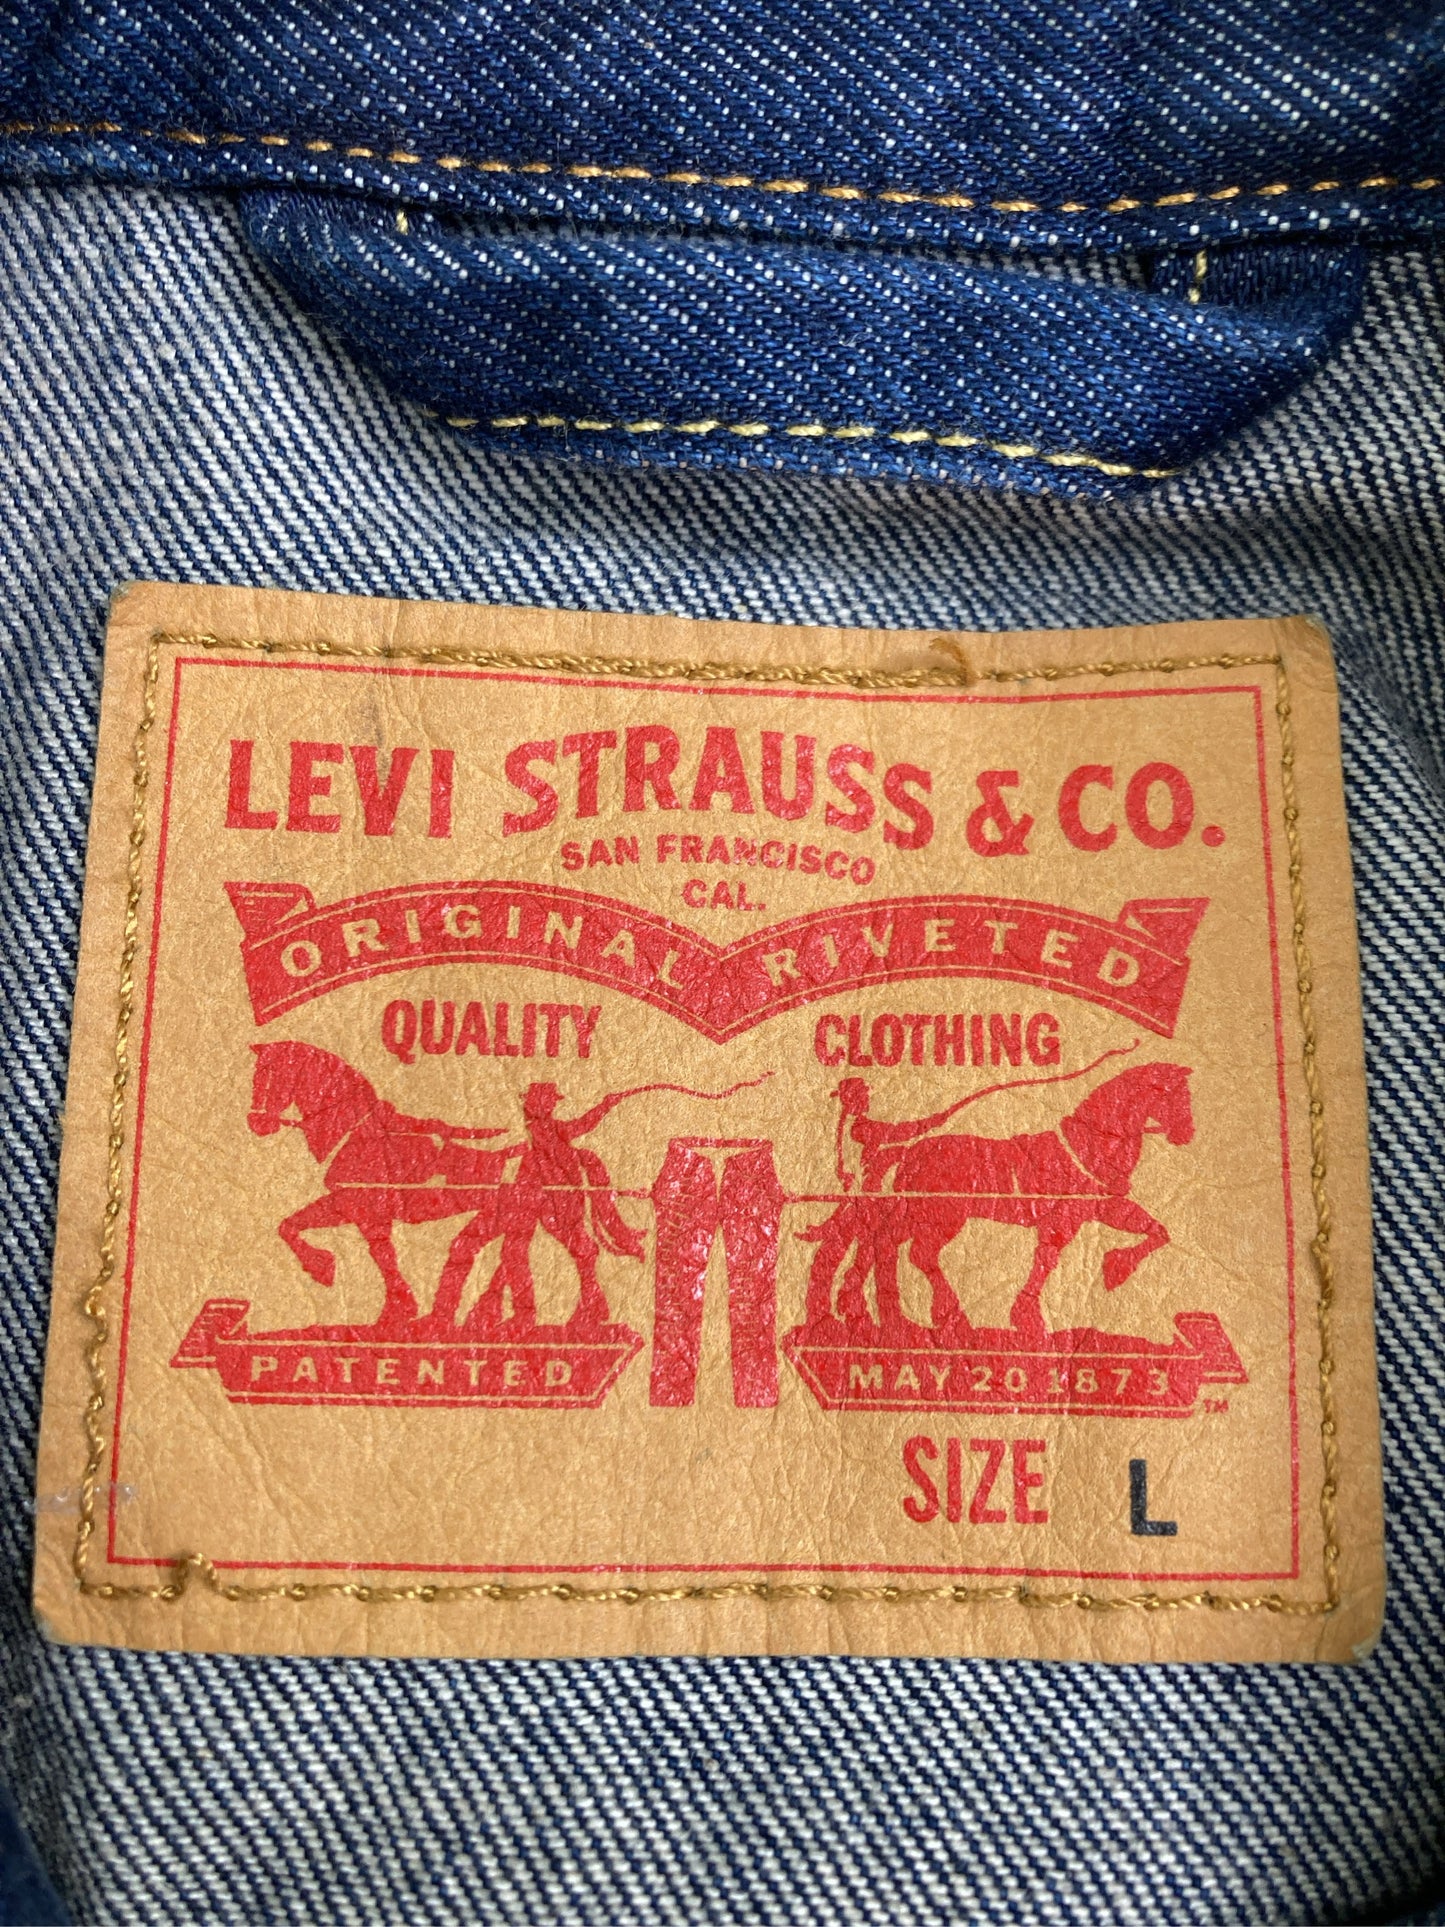 LEVI STRAUSS & CO.
SAN FRANCISCO
CAL.
ORIGINAL RIVETED
QUALITY CLOTHING
PATENTED MAY 20 1873 ™
SIZE L